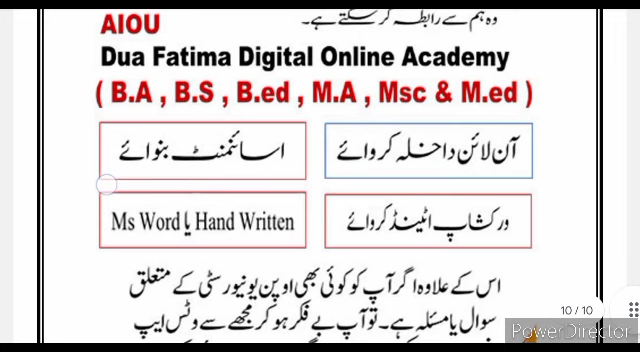 وہ ہم سے رابطہ کر سکتے ہے۔
AIOU
Dua Fatima Digital Online Academy
( B.A , B.S , B.ed , M.A , Msc & M.ed )
آن لائن داخلہ کروائے
اسائمنٹ بنوائے
ورکشاپ اٹینڈ کروائے
Ms Word یا Hand Written
اس کے علاوہ اگر آپ کو کوئی بھی اوپن یونیورسٹی کے متعلق
سوال یا مسئلہ ہے۔ تو آپ بے فکر ہو کر مجھے سے وٹس ایپ
10 / 10
PowerDirector